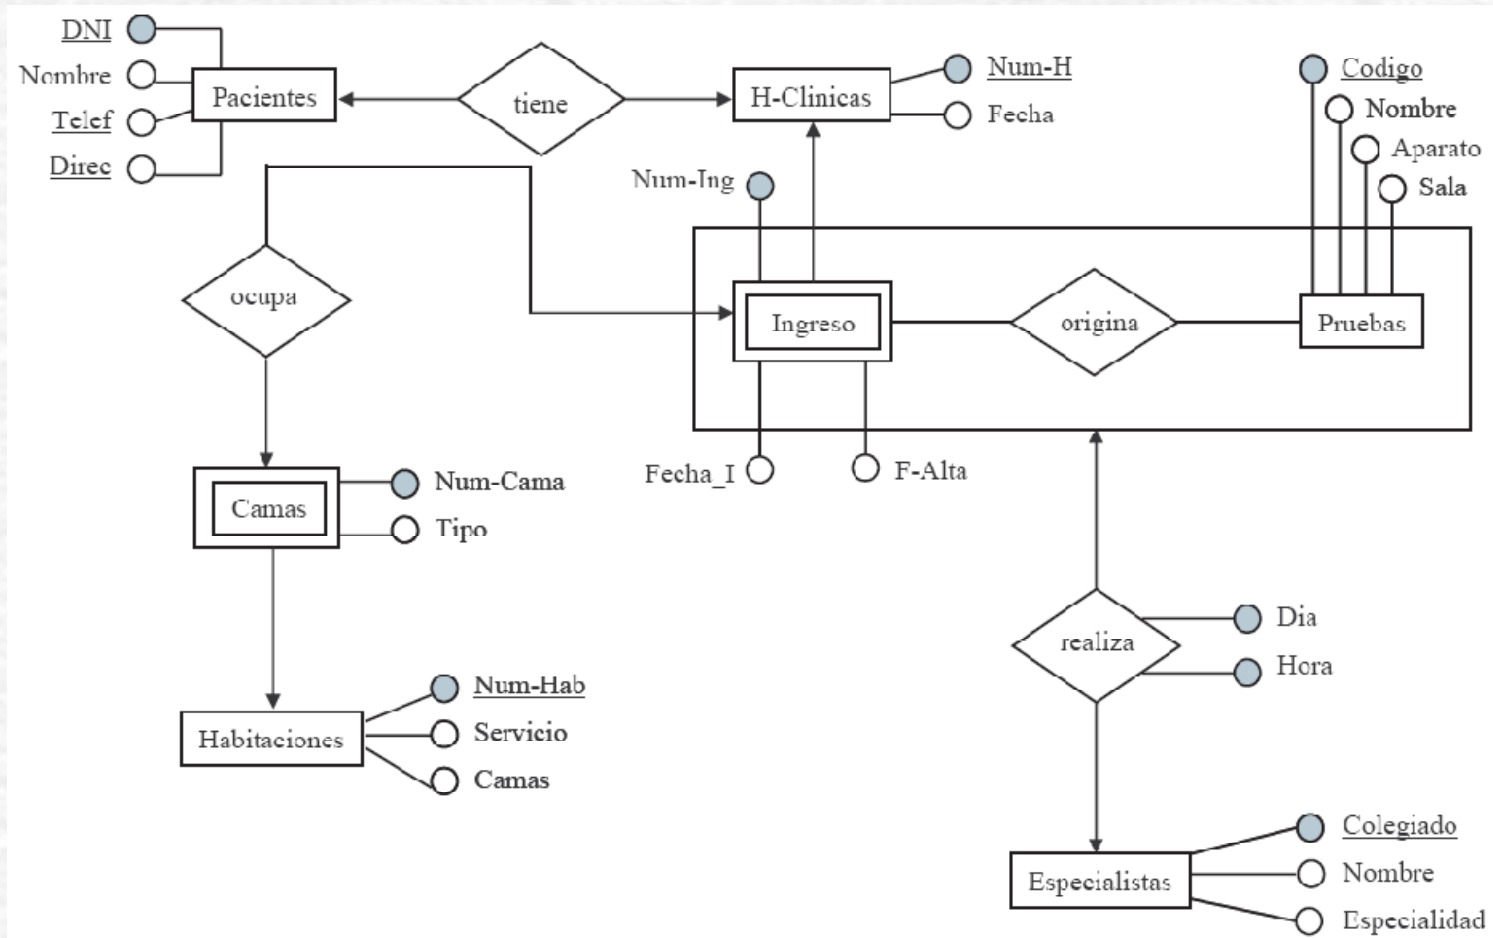 DNI
Nombre
Telef
Direc
Pacientes
tiene
H-Clinicas
Num-H
Fecha
Codigo
Nombre
Aparato
Sala
Num-Ing
ocupa
Ingreso
origina
Pruebas
Fecha_I
F-Alta
Camas
Num-Cama
Tipo
realiza
Dia
Hora
Habitaciones
Num-Hab
Servicio
Camas
Especialistas
Colegiado
Nombre
Especialidad